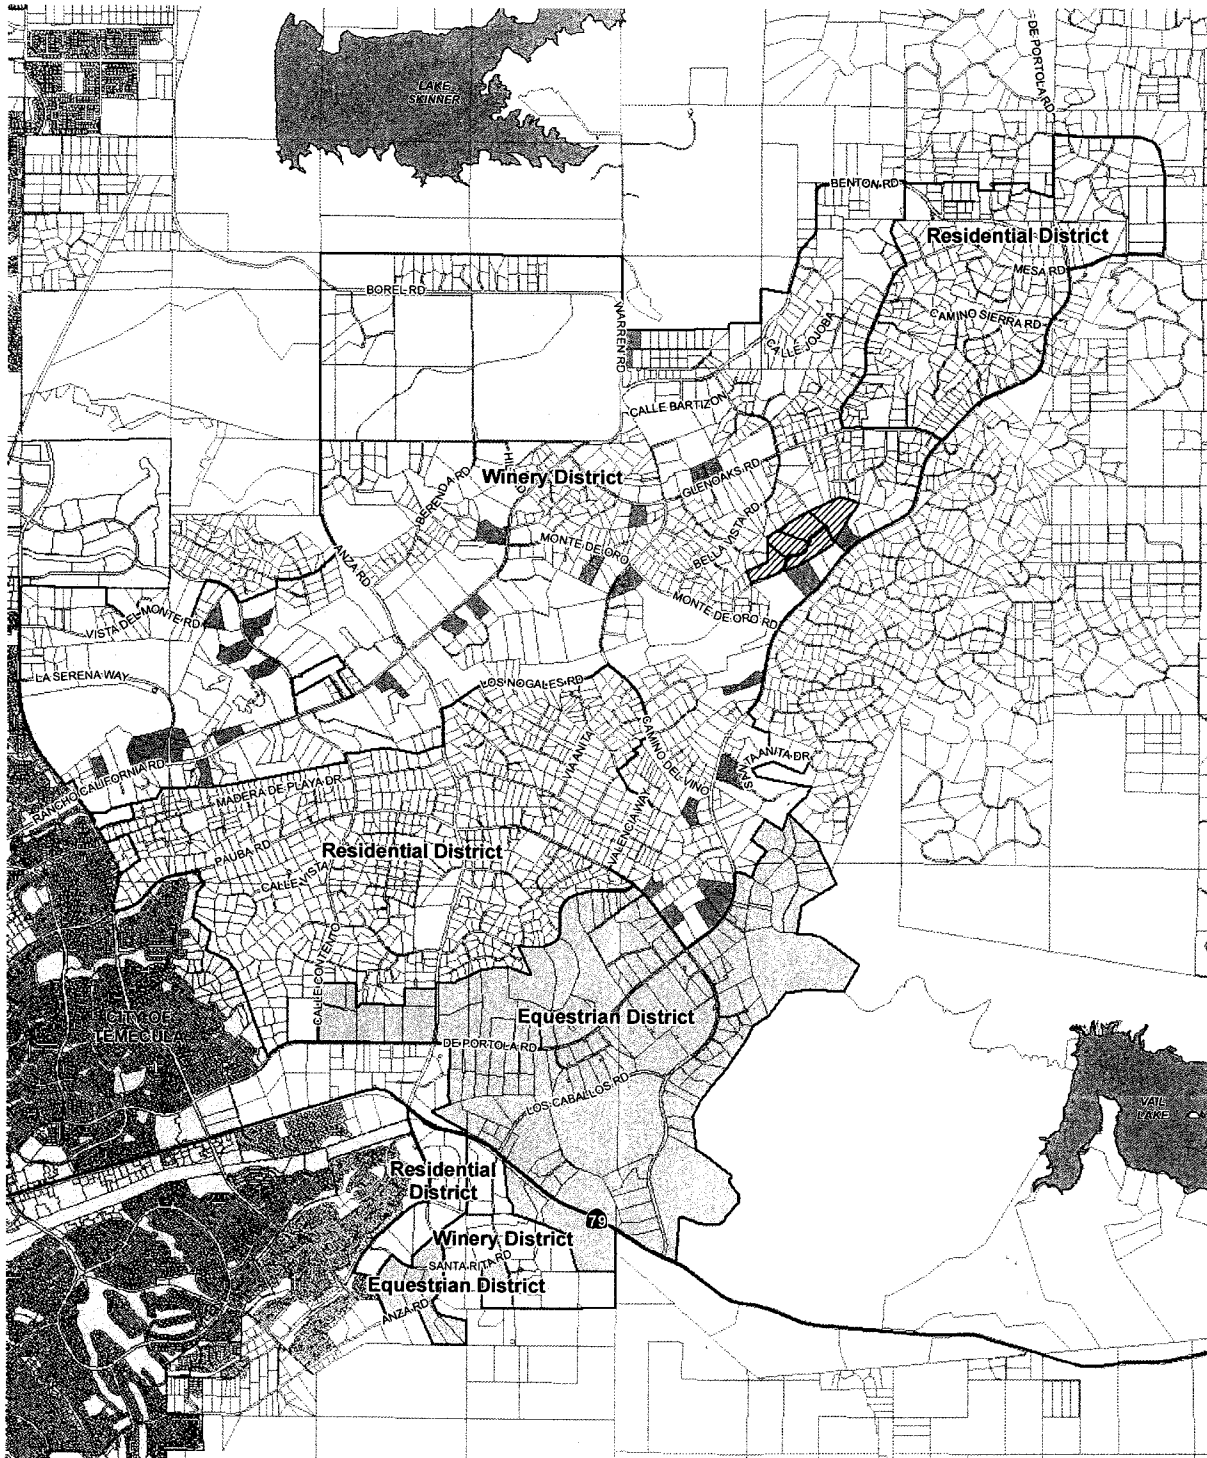 DE PORTOLA RD
LAKE
SKINNER
BENTON RD
Residential District
MESA RD
BOREL RD
WARREN RD
CAMINO SIERRA RD
CALLE JOJOBA
CALLE BARTIZON
Winery District
GLENOAKS RD
BERENDA RD
BELLA VISTA RD
MONTE DE ORO
ANZA RD
MONTE DE ORO RD
VISTA DEL MONTE RD
LA SERENA WAY
LOS NOGALES RD
CAMINO DEL VINO
VIA ANITA
SANTA ANITA DR
RANCHO CALIFORNIA RD
MADERA DE PLAYA DR
VALENCIA WAY
PAUBA RD
Residential District
CALLE VISTA
CALLE CONTENTO
CITY OF
TEMECULA
Equestrian District
DE PORTOLA RD
LOS CABALLOS RD
VAIL
LAKE
Residential
District
79
Winery District
SANTA RITA RD
Equestrian District
ANZA RD